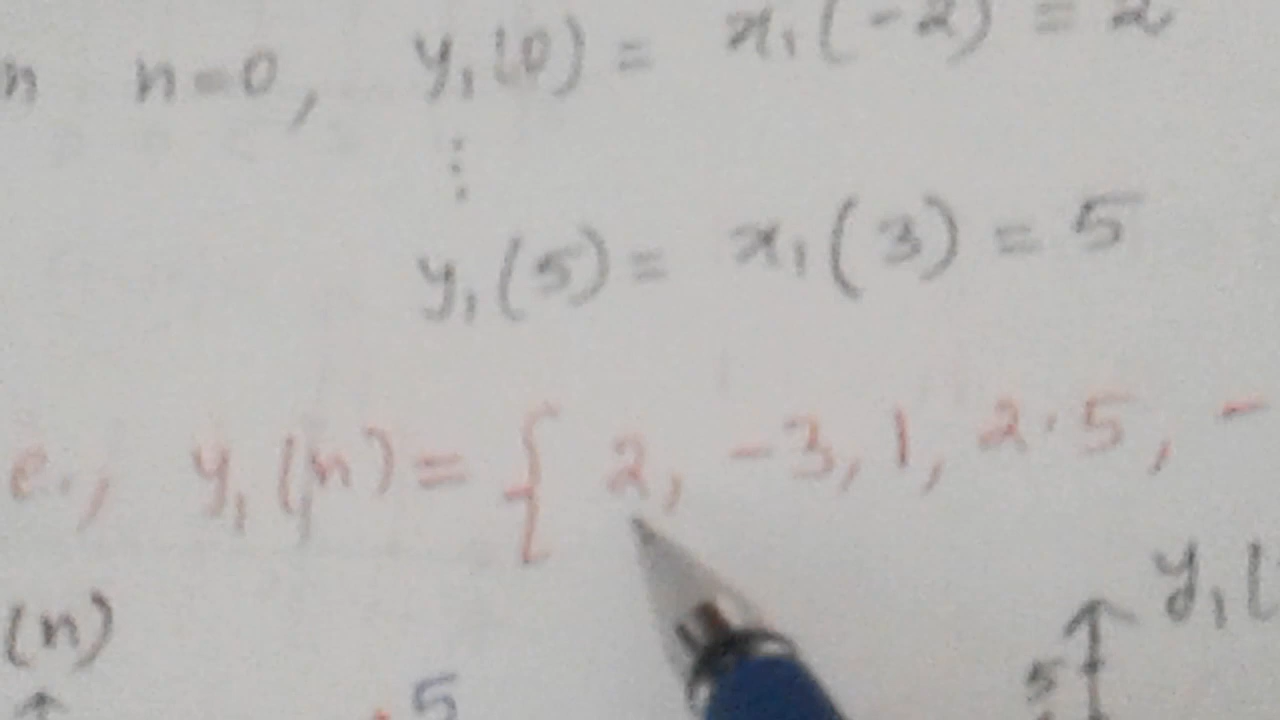 n n=0, y₁(0) = x₁(-2) = 2
⋮
y₁(5) = x₁(3) = 5
e., y₁(n) = { 2, -3, 1, 2.5, -
(n) y₁(
5 5